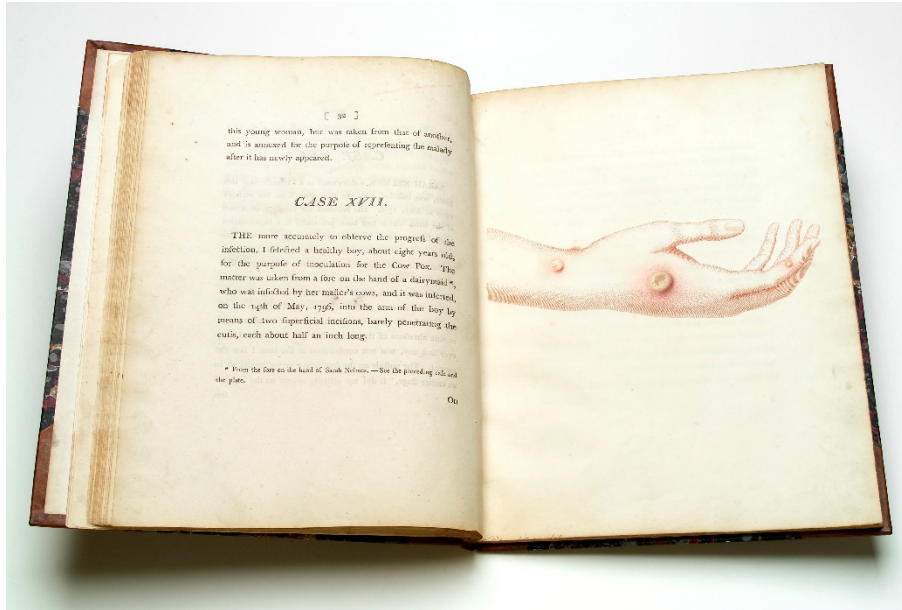 [ 32 ]
this young woman, but was taken from that of another,
and is annexed for the purpoſe of repreſenting the malady
after it has newly appeared.
CASE XVII.
THE more accurately to obſerve the progreſs of the
infection, I ſelected a healthy boy, about eight years old,
for the purpoſe of inoculation for the Cow Pox. The
matter was taken from a ſore on the hand of a dairymaid *,
who was infected by her maſter's cows, and it was inſerted,
on the 14th of May, 1796, into the arm of the boy by
means of two ſuperficial inciſions, barely penetrating the
cutis, each about half an inch long.
* From the ſore on the hand of Sarah Nelmes. — See the preceding caſe and
the plate.
On